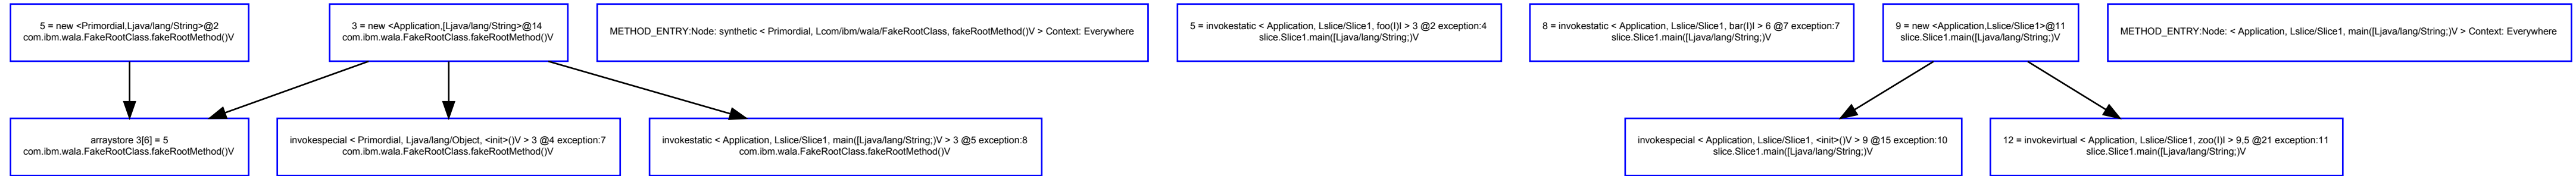 5 = new <Primordial,Ljava/lang/String>@2
com.ibm.wala.FakeRootClass.fakeRootMethod()V
3 = new <Application,[Ljava/lang/String>@14
com.ibm.wala.FakeRootClass.fakeRootMethod()V
METHOD_ENTRY:Node: synthetic < Primordial, Lcom/ibm/wala/FakeRootClass, fakeRootMethod()V > Context: Everywhere
5 = invokestatic < Application, Lslice/Slice1, foo(I)I > 3 @2 exception:4
slice.Slice1.main([Ljava/lang/String;)V
8 = invokestatic < Application, Lslice/Slice1, bar(I)I > 6 @7 exception:7
slice.Slice1.main([Ljava/lang/String;)V
9 = new <Application,Lslice/Slice1>@11
slice.Slice1.main([Ljava/lang/String;)V
METHOD_ENTRY:Node: < Application, Lslice/Slice1, main([Ljava/lang/String;)V > Context: Everywhere
arraystore 3[6] = 5
com.ibm.wala.FakeRootClass.fakeRootMethod()V
invokespecial < Primordial, Ljava/lang/Object, <init>()V > 3 @4 exception:7
com.ibm.wala.FakeRootClass.fakeRootMethod()V
invokestatic < Application, Lslice/Slice1, main([Ljava/lang/String;)V > 3 @5 exception:8
com.ibm.wala.FakeRootClass.fakeRootMethod()V
invokespecial < Application, Lslice/Slice1, <init>()V > 9 @15 exception:10
slice.Slice1.main([Ljava/lang/String;)V
12 = invokevirtual < Application, Lslice/Slice1, zoo(I)I > 9,5 @21 exception:11
slice.Slice1.main([Ljava/lang/String;)V